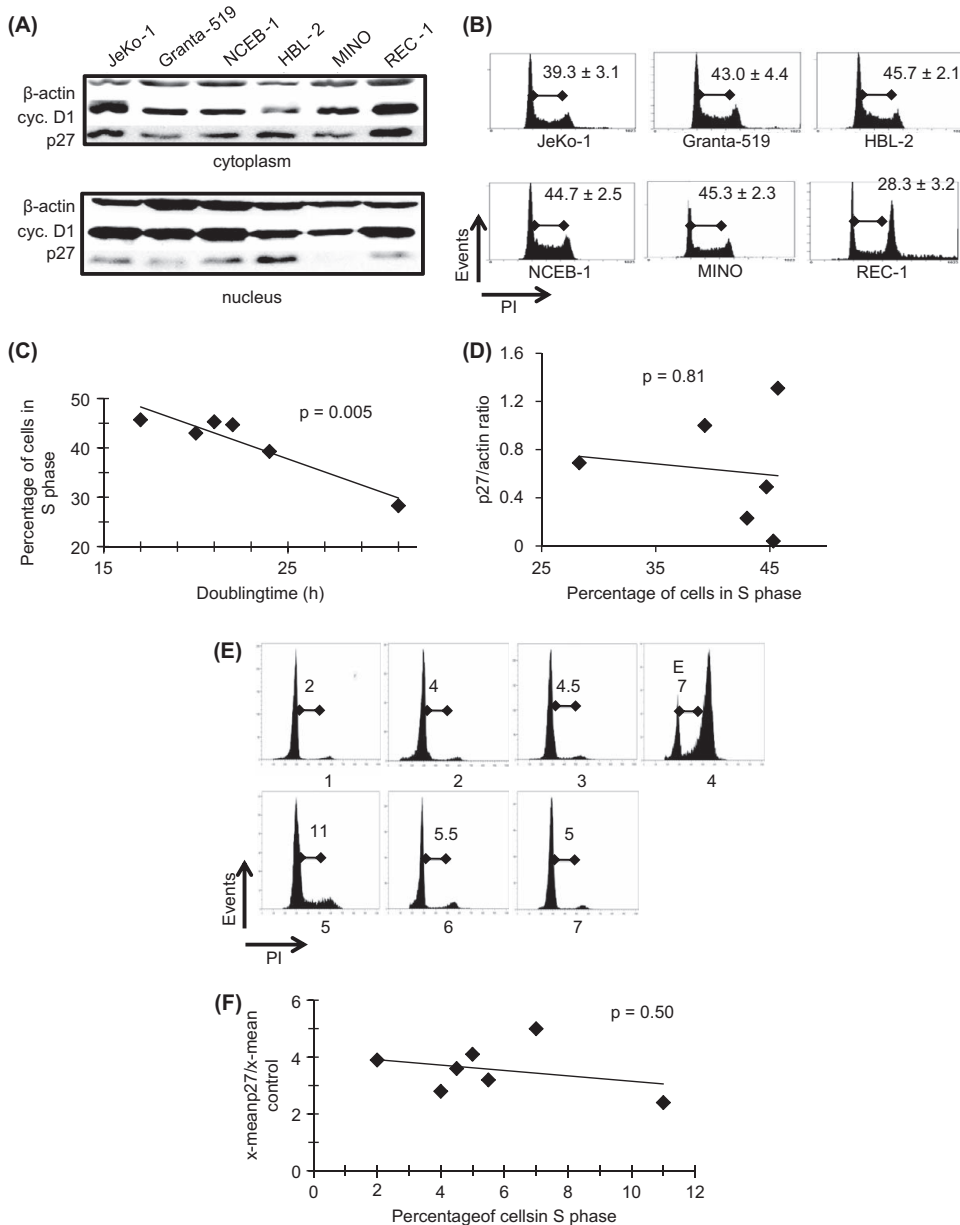 (A)
JeKo-1 Granta-519 NCEB-1 HBL-2 MINO REC-1
β-actin
cyc. D1
p27
cytoplasm
β-actin
cyc. D1
p27
nucleus
(B)
39.3 ± 3.1 43.0 ± 4.4 45.7 ± 2.1
JeKo-1 Granta-519 HBL-2
44.7 ± 2.5 45.3 ± 2.3 28.3 ± 3.2
NCEB-1 MINO REC-1
Events
PI
(C)
p = 0.005
Percentage of cells in
S phase
50
40
30
20
15 25
Doublingtime (h)
(D)
p = 0.81
p27/actin ratio
1.6
1.2
0.8
0.4
0
25 35 45
Percentage of cells in S phase
(E)
2 4 4.5 E
7
1 2 3 4
11 5.5 5
5 6 7
Events
PI
(F)
p = 0.50
x-meanp27/x-mean
control
6
4
2
0
0 2 4 6 8 10 12
Percentageof cellsin S phase